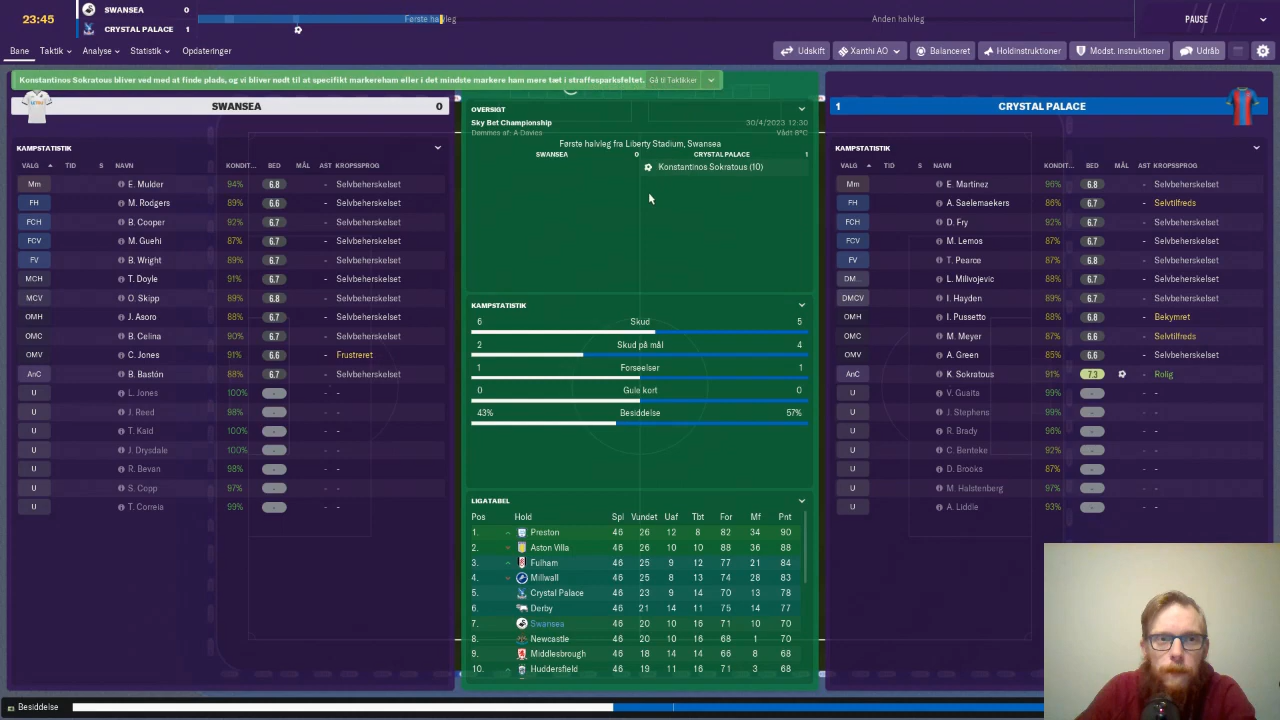 23:45
SWANSEA 0
CRYSTAL PALACE 1
Første halvleg
Anden halvleg
PAUSE
Bane Taktik Analyse Statistik Opdateringer
Udskift Xanthi AO Balanceret Holdinstruktioner Modst. instruktioner Udråb
Konstantinos Sokratous bliver ved med at finde plads, og vi bliver nødt til at specifikt markereham eller i det mindste markere ham mere tæt i straffesparksfeltet. Gå til Taktikker
SWANSEA 0
KAMPSTATISTIK
VALG TID S NAVN KONDIT... BED MÅL AST KROPSSPROG
Mm E. Mulder 94% 6.8 - Selvbeherskelset
FH M. Rodgers 89% 6.6 - Selvbeherskelset
FCH B. Cooper 92% 6.7 - Selvbeherskelset
FCV M. Guehi 87% 6.7 - Selvbeherskelset
FV B. Wright 89% 6.7 - Selvbeherskelset
MCH T. Doyle 91% 6.7 - Selvbeherskelset
MCV O. Skipp 89% 6.8 - Selvbeherskelset
OMH J. Asoro 88% 6.7 - Selvbeherskelset
OMC B. Celina 90% 6.7 - Selvbeherskelset
OMV C. Jones 91% 6.6 - Frustreret
AnC B. Bastón 88% 6.7 - Selvbeherskelset
U L. Jones 100% - - -
U J. Reed 98% - - -
U T. Kaid 100% - - -
U J. Drysdale 100% - - -
U R. Bevan 98% - - -
U S. Copp 97% - - -
U T. Correia 99% - - -
OVERSIGT
Sky Bet Championship 30/4/2023 12:30
Dømmes af: A Davies Vådt 8°C
Første halvleg fra Liberty Stadium, Swansea
SWANSEA 0 CRYSTAL PALACE 1
Konstantinos Sokratous (10)
KAMPSTATISTIK
6 Skud 5
2 Skud på mål 4
1 Forseelser 1
0 Gule kort 0
43% Besiddelse 57%
LIGATABEL
Pos Hold Spl Vundet Uaf Tbt For Mf Pnt
1. Preston 46 26 12 8 82 34 90
2. Aston Villa 46 26 10 10 88 36 88
3. Fulham 46 25 9 12 77 21 84
4. Millwall 46 25 8 13 74 28 83
5. Crystal Palace 46 23 9 14 70 13 78
6. Derby 46 21 14 11 75 14 77
7. Swansea 46 20 10 16 71 10 70
8. Newcastle 46 20 10 16 68 1 70
9. Middlesbrough 46 18 14 14 66 8 68
10. Huddersfield 46 19 11 16 71 3 68
1 CRYSTAL PALACE
KAMPSTATISTIK
VALG TID S NAVN KONDIT... BED MÅL AST KROPSSPROG
Mm E. Martinez 96% 6.8 - Selvbeherskelset
FH A. Saelemaekers 86% 6.7 - Selvtilfreds
FCH D. Fry 92% 6.7 - Selvbeherskelset
FCV M. Lemos 87% 6.7 - Selvbeherskelset
FV T. Pearce 87% 6.8 - Selvbeherskelset
DM... L. Milivojevic 88% 6.7 - Selvbeherskelset
DMCV I. Hayden 89% 6.7 - Selvbeherskelset
OMH I. Pussetto 88% 6.7 - Bekymret
OMC M. Meyer 87% 6.6 - Selvtilfreds
OMV A. Green 85% 6.6 - Selvbeherskelset
AnC K. Sokratous 91% 7.3 - Rolig
U V. Gualta 99% - - -
U J. Stephens 99% - - -
U R. Brady 96% - - -
U C. Benteke 92% - - -
U D. Brooks 87% - - -
U M. Halstenberg 97% - - -
U A. Liddle 93% - - -
Besiddelse